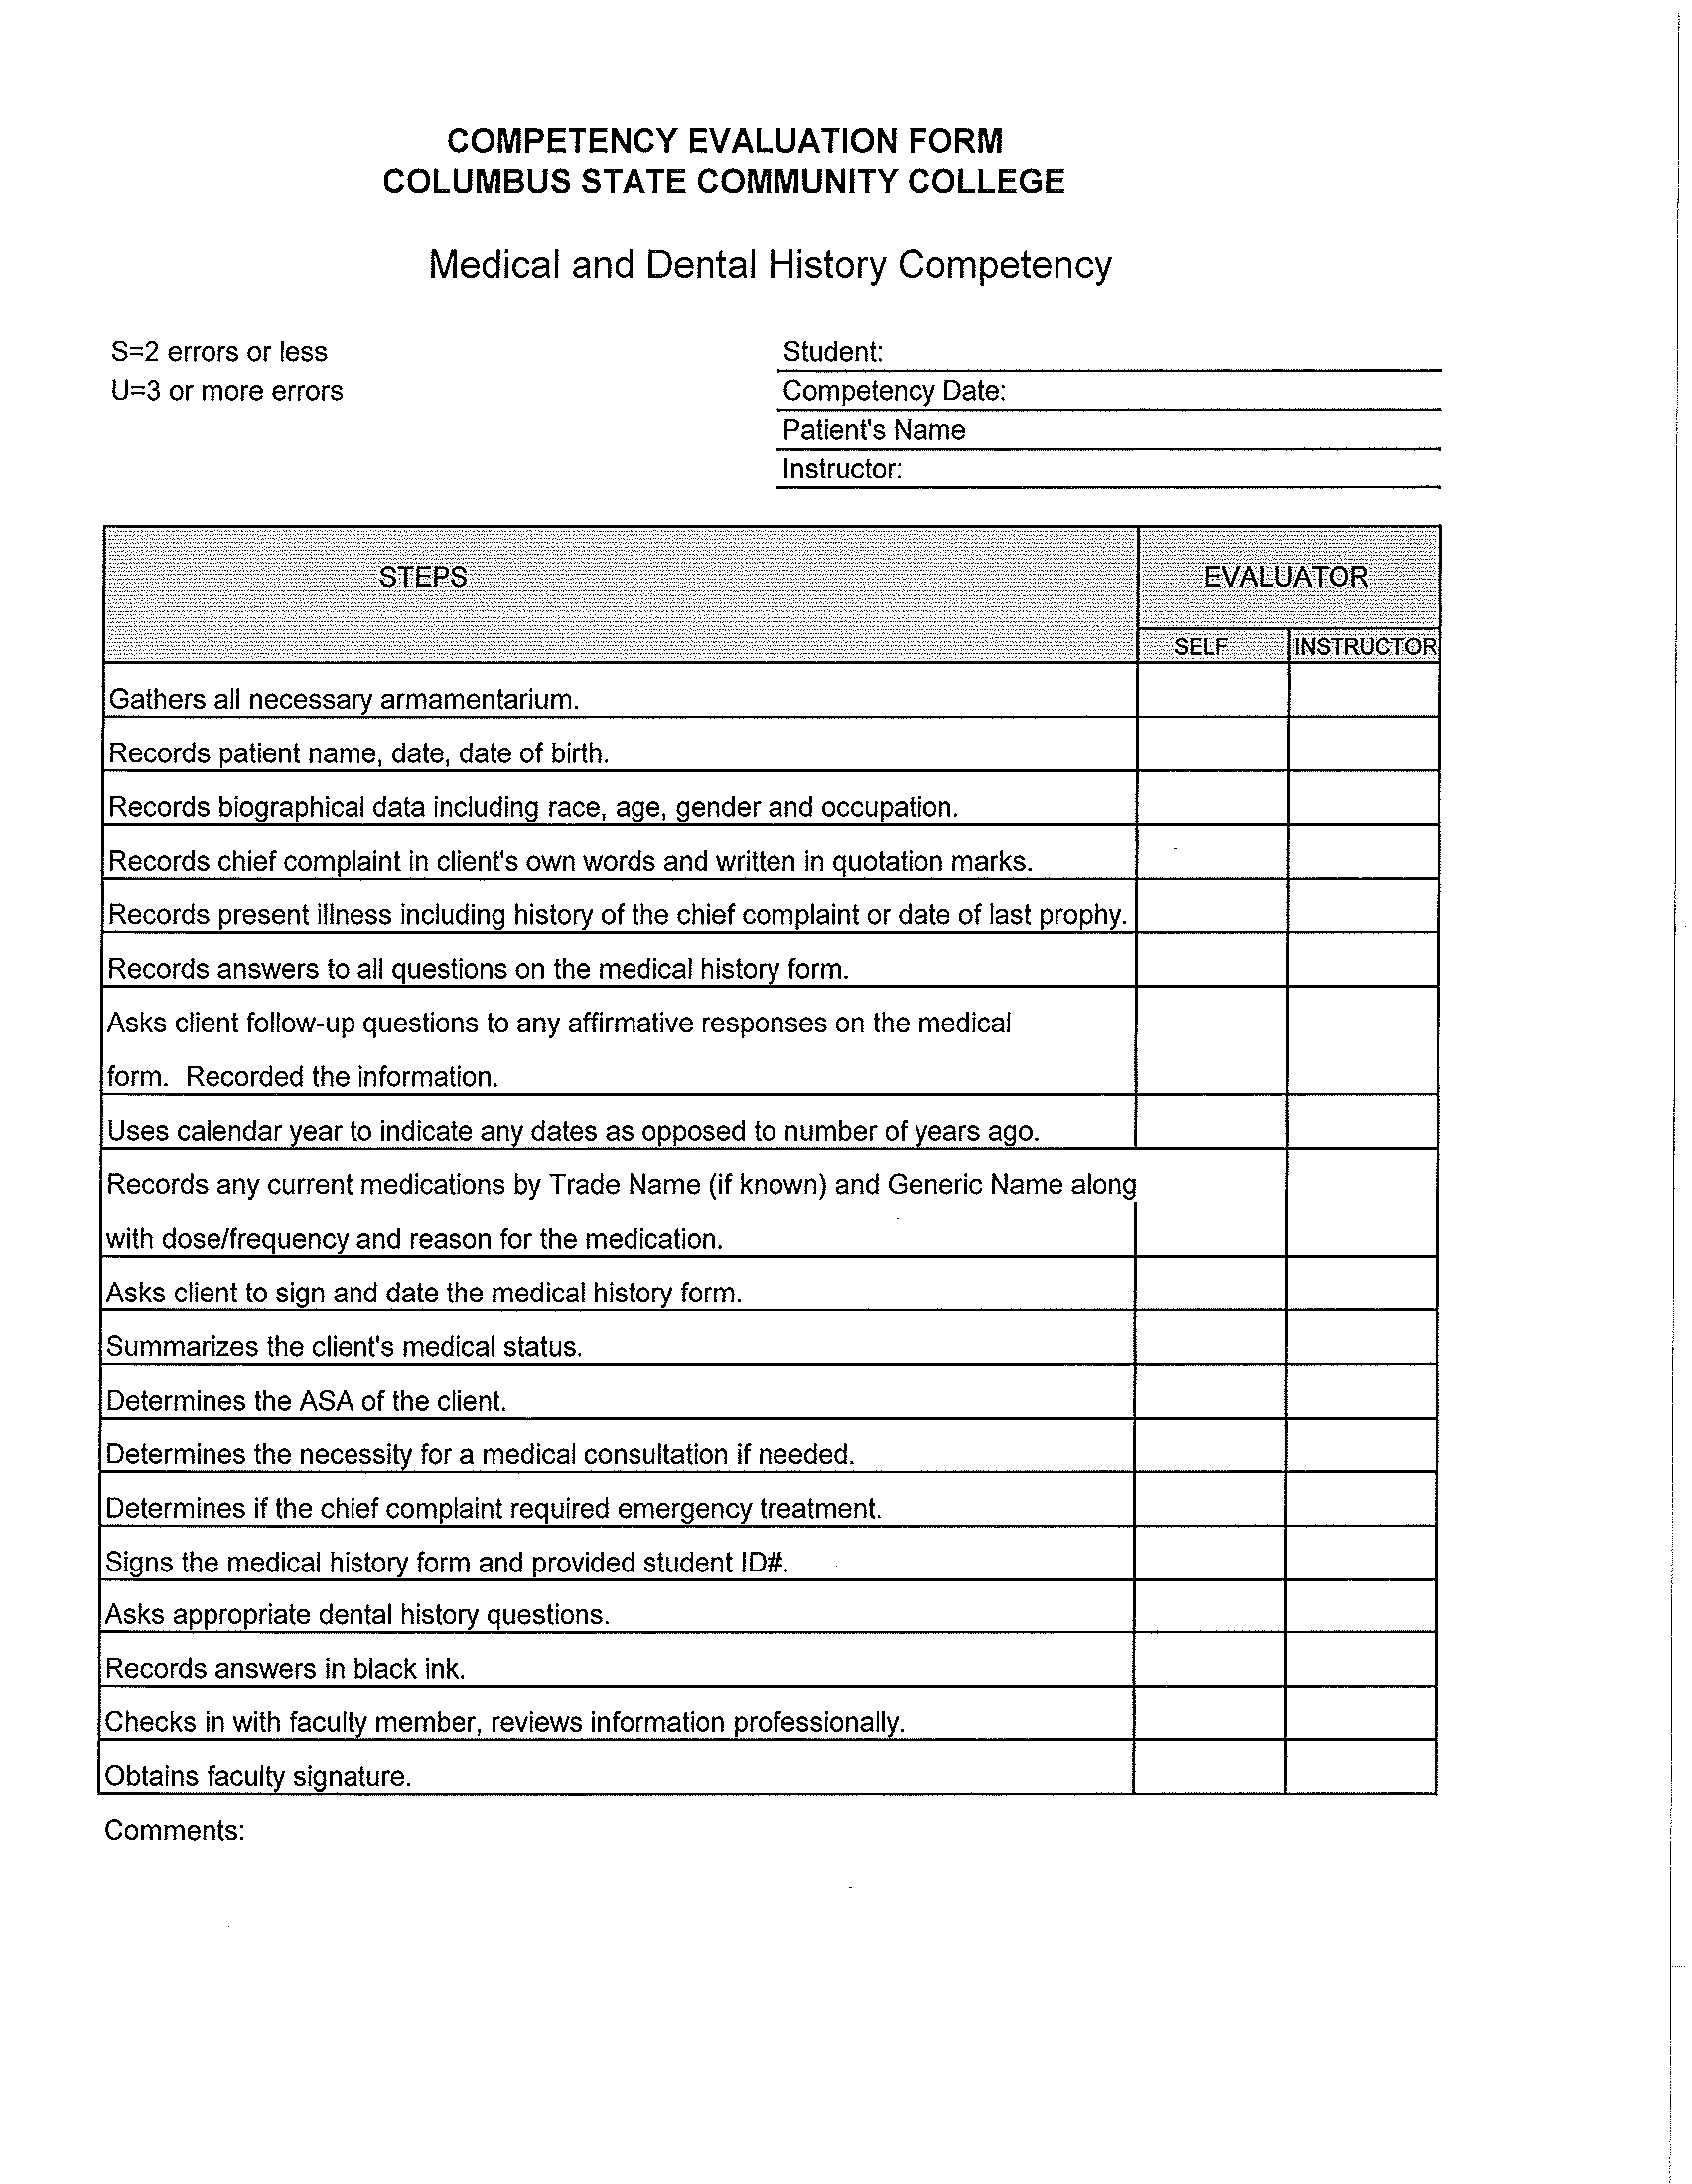 COMPETENCY EVALUATION FORM
COLUMBUS STATE COMMUNITY COLLEGE
Medical and Dental History Competency
S=2 errors or less
U=3 or more errors
Student:
Competency Date:
Patient's Name
Instructor:
STEPS
EVALUATOR
SELF
INSTRUCTOR
Gathers all necessary armamentarium.
Records patient name, date, date of birth.
Records biographical data including race, age, gender and occupation.
Records chief complaint in client's own words and written in quotation marks.
Records present illness including history of the chief complaint or date of last prophy.
Records answers to all questions on the medical history form.
Asks client follow-up questions to any affirmative responses on the medical
form.  Recorded the information.
Uses calendar year to indicate any dates as opposed to number of years ago.
Records any current medications by Trade Name (if known) and Generic Name along
with dose/frequency and reason for the medication.
Asks client to sign and date the medical history form.
Summarizes the client's medical status.
Determines the ASA of the client.
Determines the necessity for a medical consultation if needed.
Determines if the chief complaint required emergency treatment.
Signs the medical history form and provided student ID#.
Asks appropriate dental history questions.
Records answers in black ink.
Checks in with faculty member, reviews information professionally.
Obtains faculty signature.
Comments: